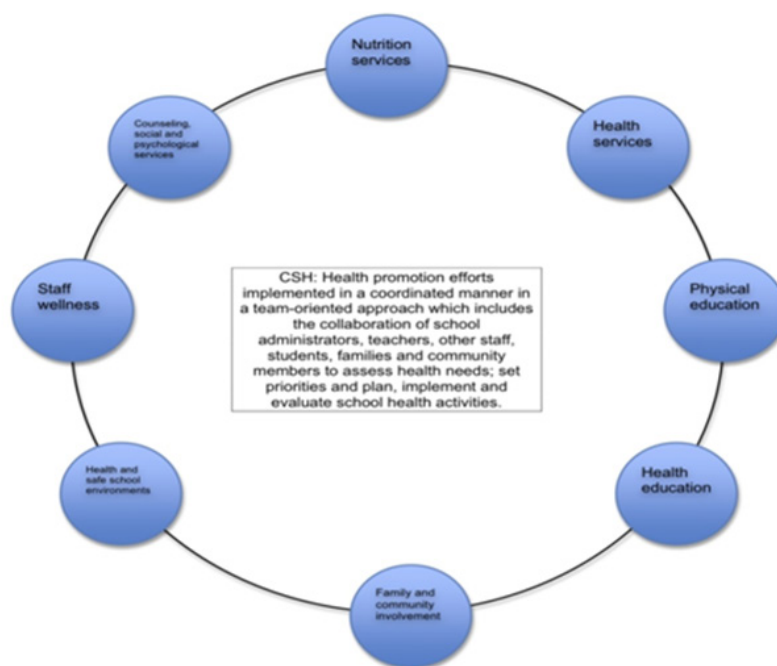 Nutrition
services
Health
services
Physical
education
Health
education
Family and
community
involvement
Health and
safe school
environments
Staff
wellness
Counseling,
social and
psychological
services
CSH: Health promotion efforts
implemented in a coordinated manner in
a team-oriented approach which includes
the collaboration of school
administrators, teachers, other staff,
students, families and community
members to assess health needs; set
priorities and plan, implement and
evaluate school health activities.